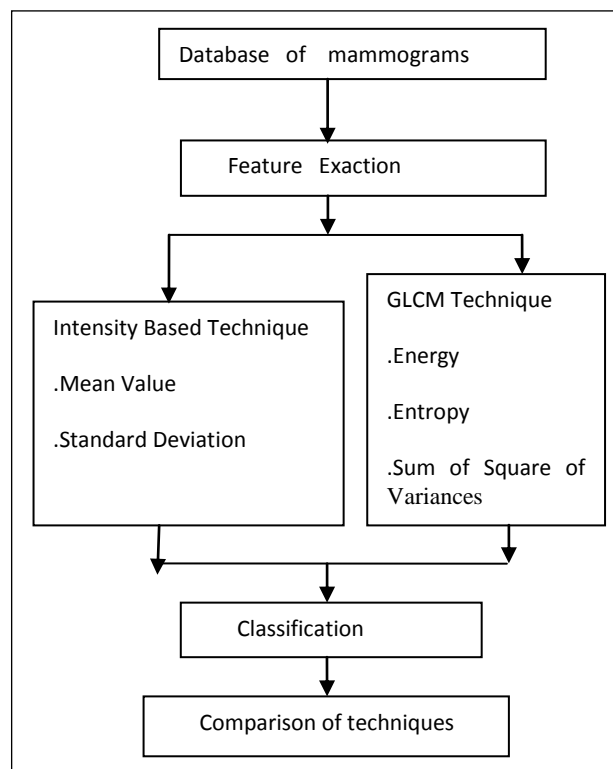 Database of mammograms
Feature Exaction
Intensity Based Technique
.Mean Value
.Standard Deviation
GLCM Technique
.Energy
.Entropy
.Sum of Square of
Variances
Classification
Comparison of techniques